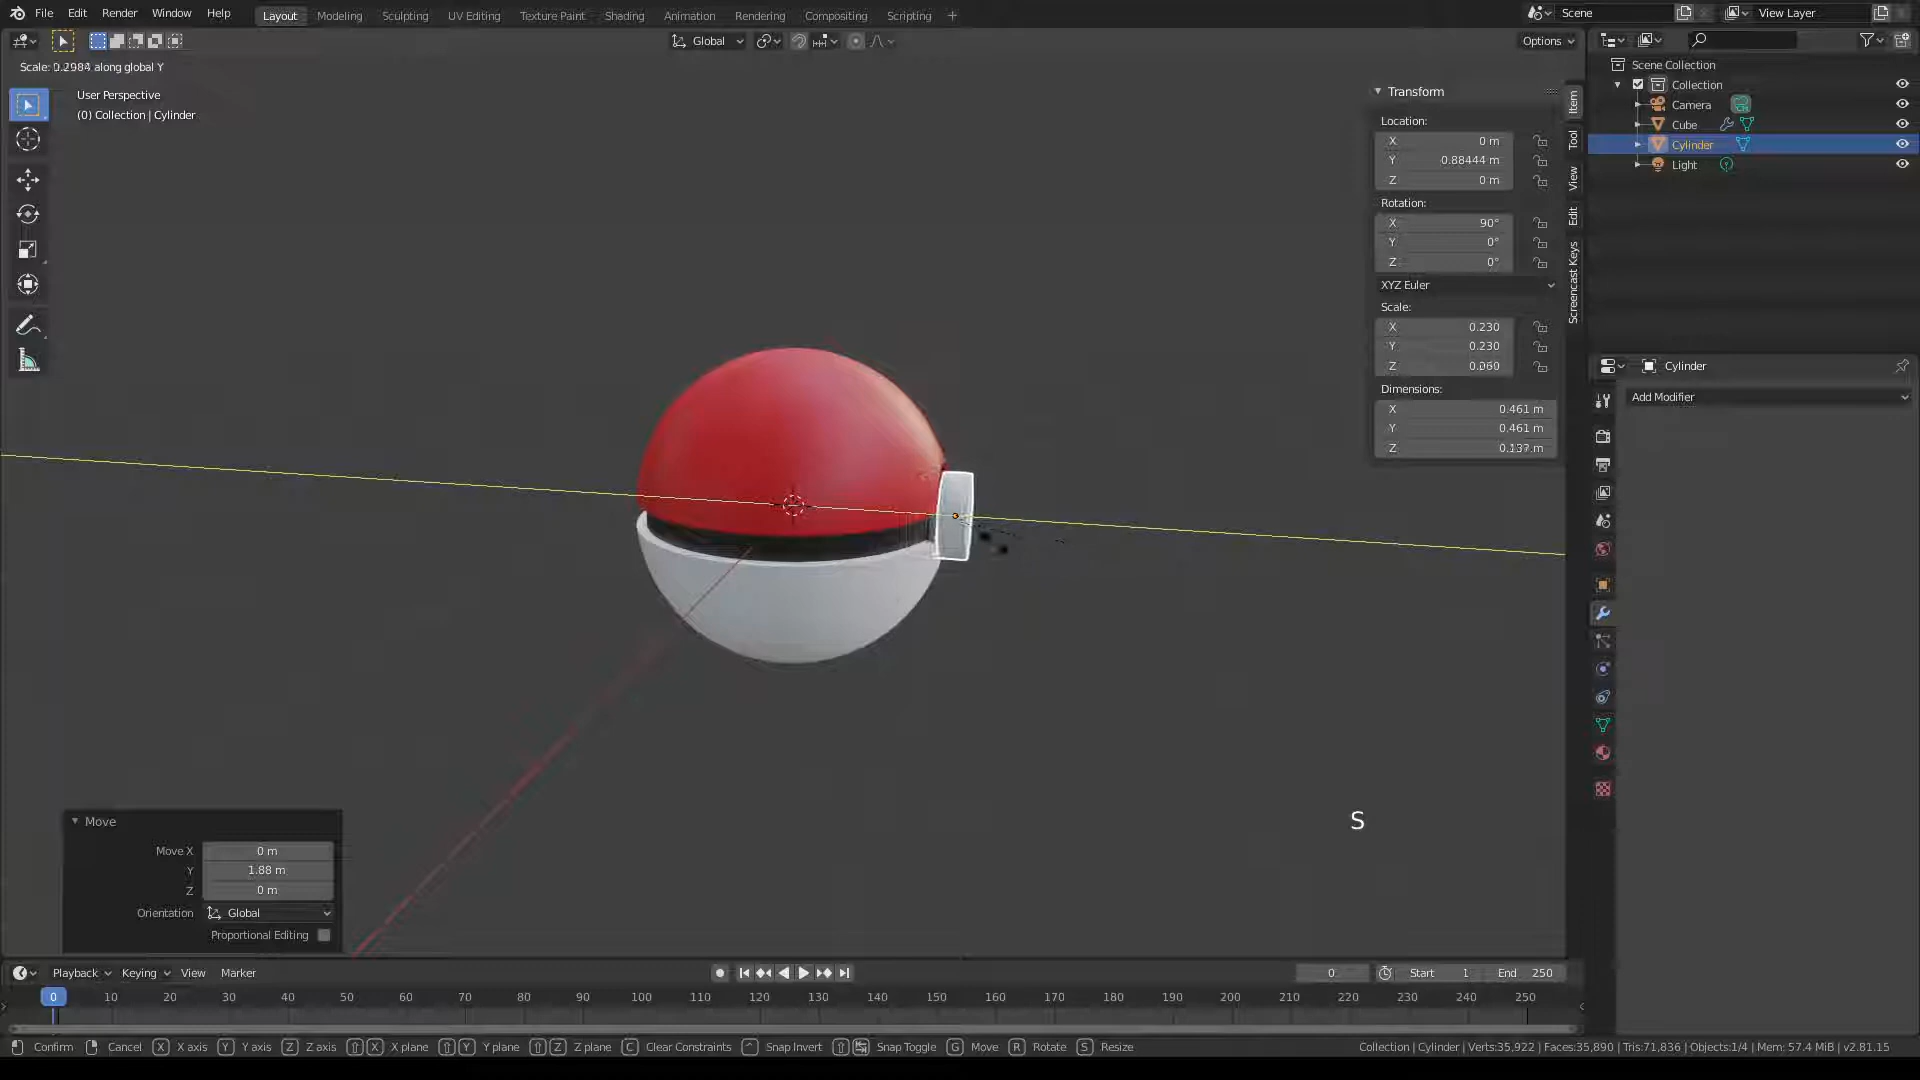 File Edit Render Window Help Layout Modeling Sculpting UV Editing Texture Paint Shading Animation Rendering Compositing Scripting + Scene View Layer
Global Options
Scale: 0.2984 along global Y
User Perspective
(0) Collection | Cylinder
Scene Collection
Collection
Camera
Cube
Cylinder
Light
Transform
Location:
X 0 m
Y 0.88444 m
Z 0 m
Rotation:
X 90°
Y 0°
Z 0°
XYZ Euler
Scale:
X 0.230
Y 0.230
Z 0.060
Dimensions:
X 0.461 m
Y 0.461 m
Z 0.137 m
Item
Tool
View
Edit
Screencast Keys
Cylinder
Add Modifier
S
Move
Move X 0 m
Y 1.88 m
Z 0 m
Orientation Global
Proportional Editing
Playback Keying View Marker 0 Start 1 End 250
0 10 20 30 40 50 60 70 80 90 100 110 120 130 140 150 160 170 180 190 200 210 220 230 240 250
Confirm Cancel X X axis Y Y axis Z Z axis X X plane Y Y plane Z Z plane C Clear Constraints Snap Invert Snap Toggle G Move R Rotate S Resize Collection | Cylinder | Verts:35,922 | Faces:35,890 | Tris:71,836 | Objects:1/4 | Mem: 57.4 MiB | v2.81.15